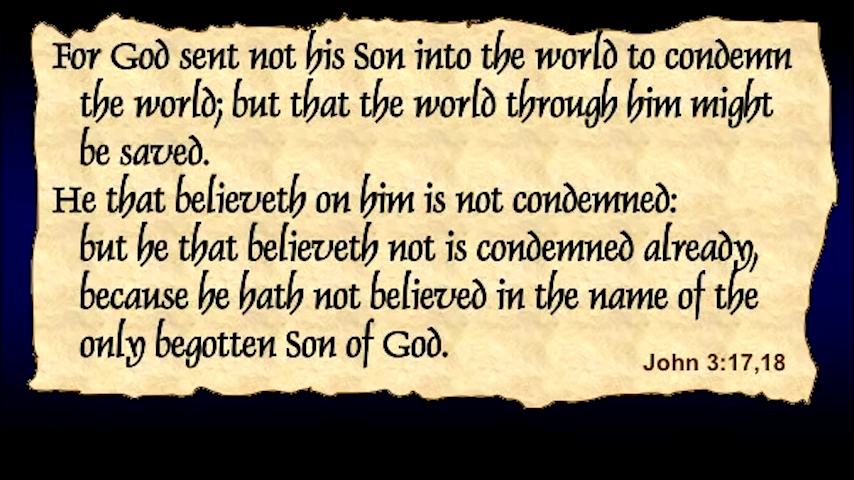 For God sent not his Son into the world to condemn
the world; but that the world through him might
be saved.
He that believeth on him is not condemned:
but he that believeth not is condemned already,
because he hath not believed in the name of the
only begotten Son of God.
John 3:17,18